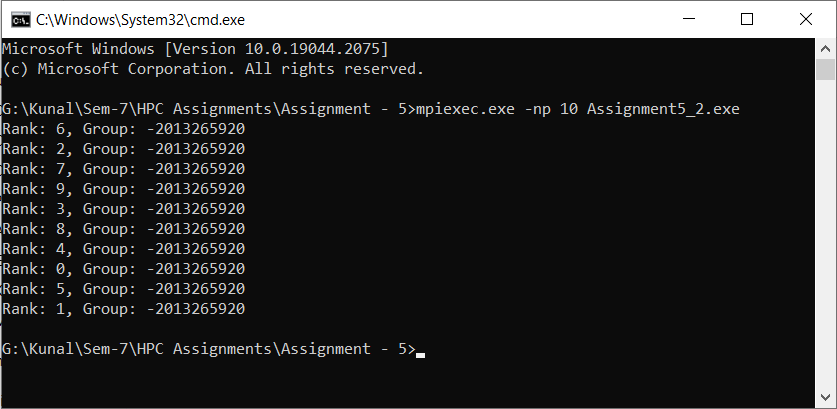 C:\Windows\System32\cmd.exe
Microsoft Windows [Version 10.0.19044.2075]
(c) Microsoft Corporation. All rights reserved.
G:\Kunal\Sem-7\HPC Assignments\Assignment - 5>mpiexec.exe -np 10 Assignment5_2.exe
Rank: 6, Group: -2013265920
Rank: 2, Group: -2013265920
Rank: 7, Group: -2013265920
Rank: 9, Group: -2013265920
Rank: 3, Group: -2013265920
Rank: 8, Group: -2013265920
Rank: 4, Group: -2013265920
Rank: 0, Group: -2013265920
Rank: 5, Group: -2013265920
Rank: 1, Group: -2013265920
G:\Kunal\Sem-7\HPC Assignments\Assignment - 5>